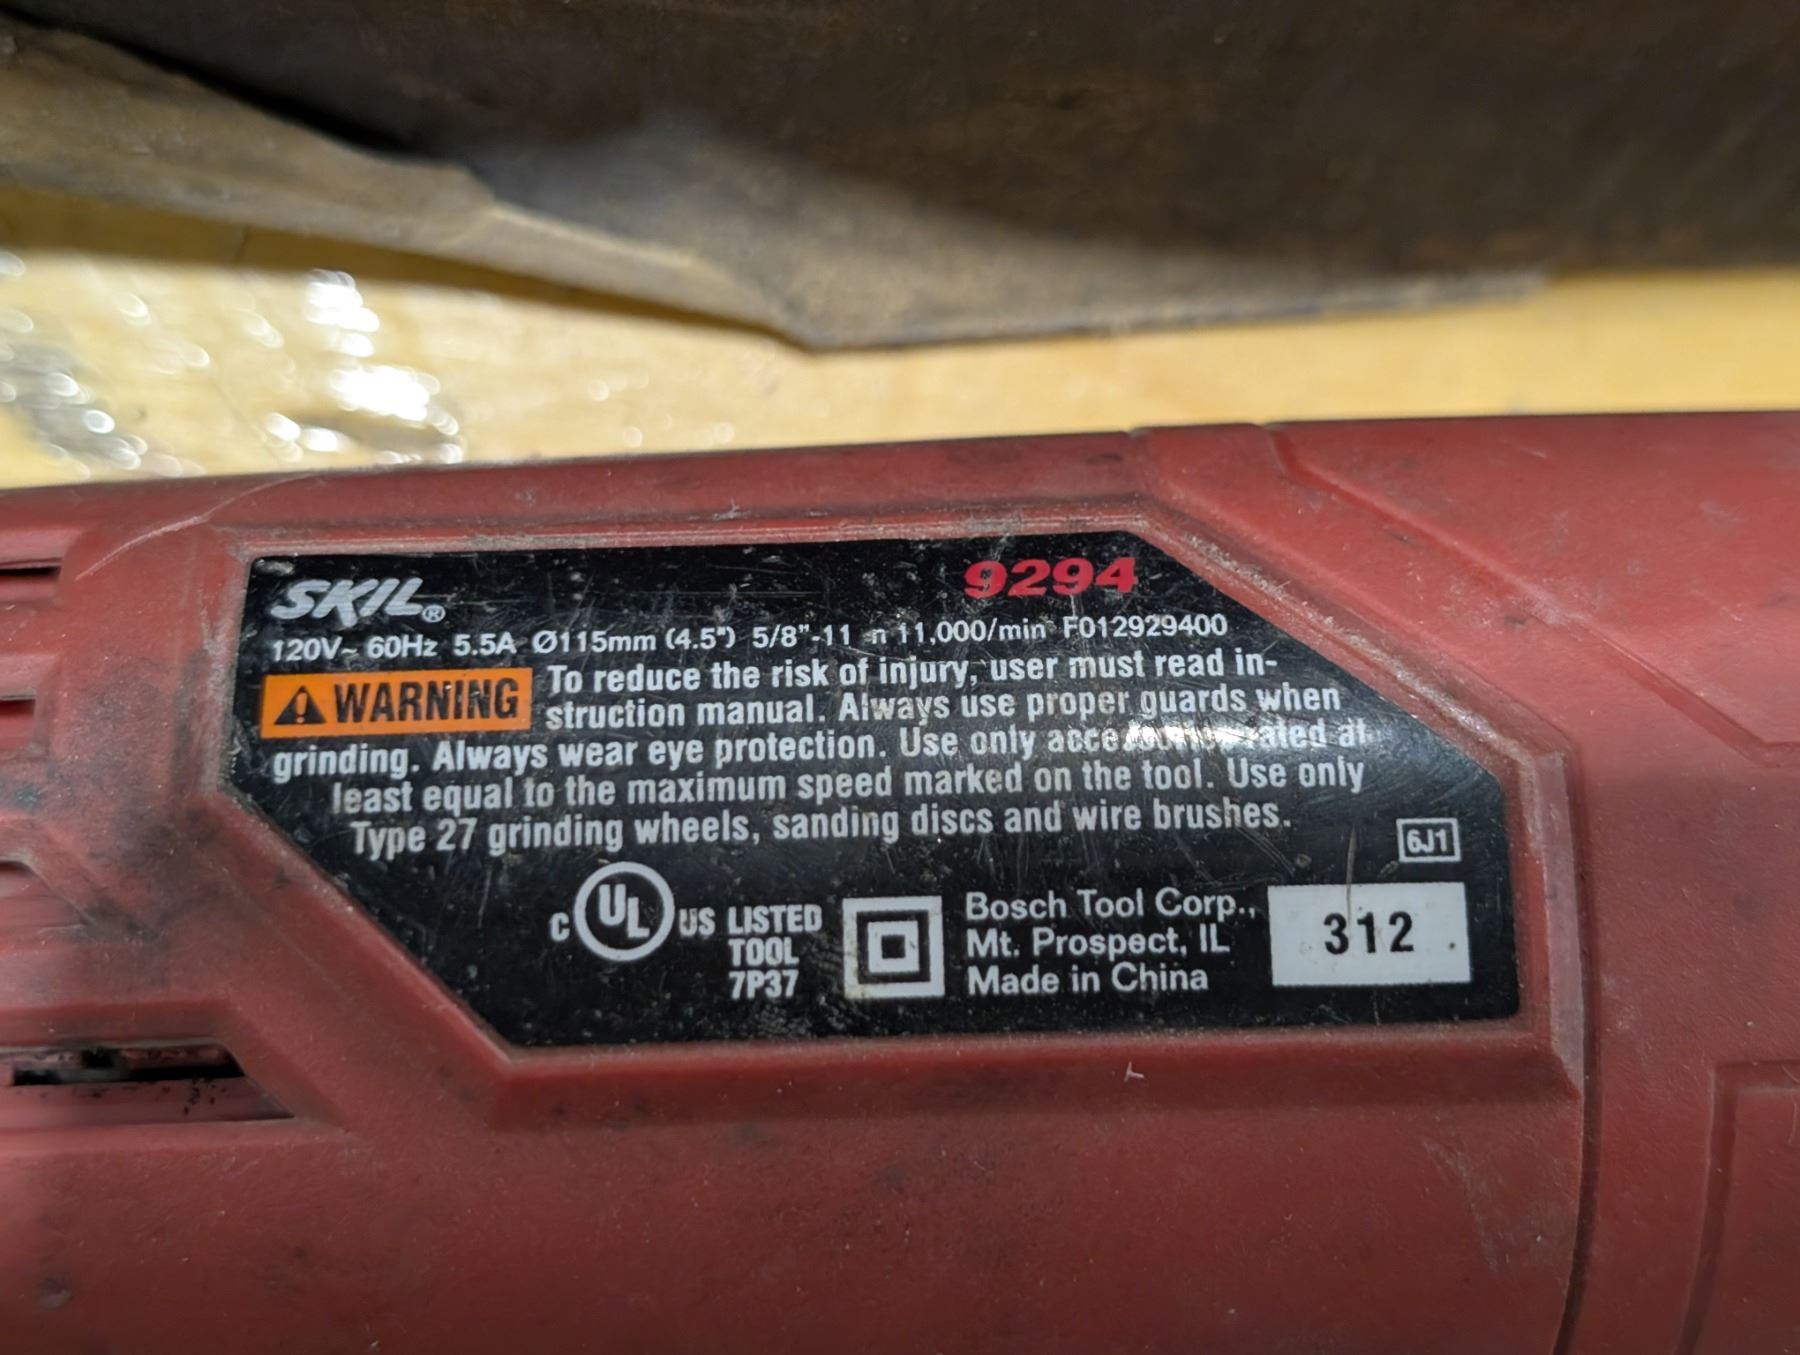 SKIL®
9294
120V~ 60Hz 5.5A Ø115mm (4.5") 5/8"-11 n 11,000/min F012929400
⚠WARNING To reduce the risk of injury, user must read in-
struction manual. Always use proper guards when
grinding. Always wear eye protection. Use only accessories rated at
least equal to the maximum speed marked on the tool. Use only
Type 27 grinding wheels, sanding discs and wire brushes.
6J1
C UL US LISTED
TOOL
7P37
Bosch Tool Corp.,
Mt. Prospect, IL
Made in China
312